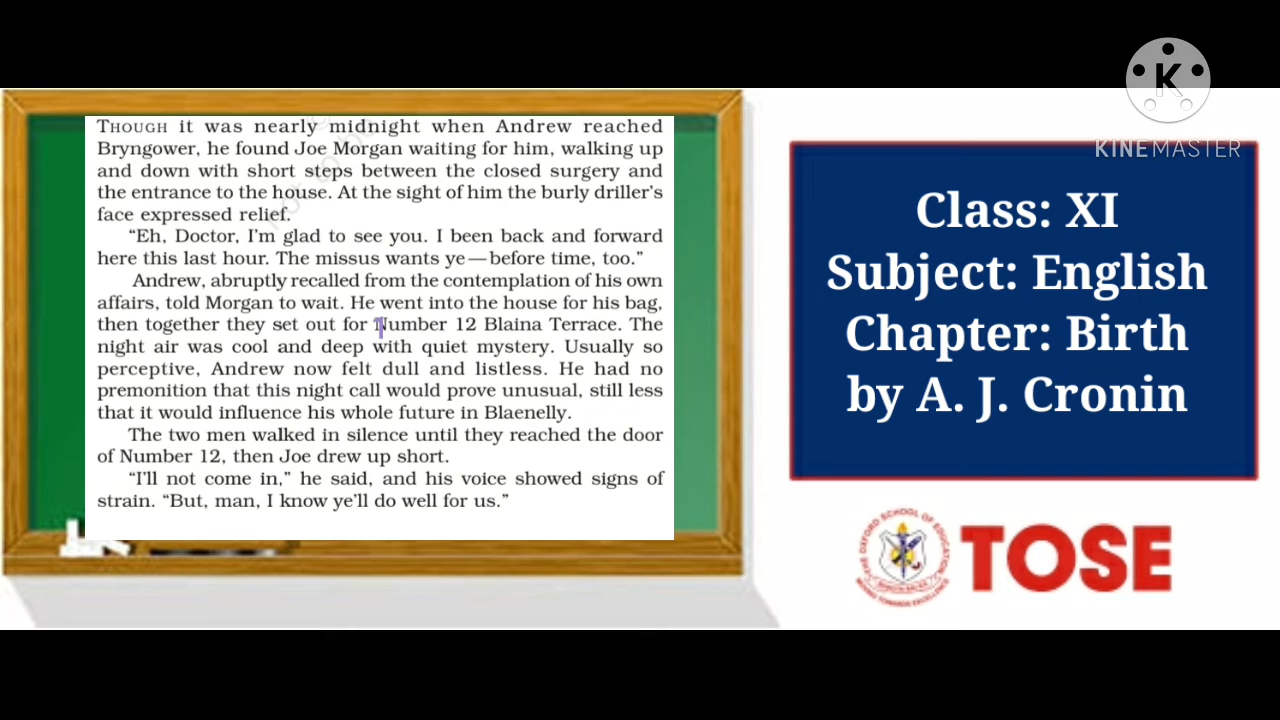 THOUGH it was nearly midnight when Andrew reached
Bryngower, he found Joe Morgan waiting for him, walking up
and down with short steps between the closed surgery and
the entrance to the house. At the sight of him the burly driller's
face expressed relief.
“Eh, Doctor, I'm glad to see you. I been back and forward
here this last hour. The missus wants ye—before time, too.”
Andrew, abruptly recalled from the contemplation of his own
affairs, told Morgan to wait. He went into the house for his bag,
then together they set out for Number 12 Blaina Terrace. The
night air was cool and deep with quiet mystery. Usually so
perceptive, Andrew now felt dull and listless. He had no
premonition that this night call would prove unusual, still less
that it would influence his whole future in Blaenelly.
The two men walked in silence until they reached the door
of Number 12, then Joe drew up short.
“I'll not come in,” he said, and his voice showed signs of
strain. “But, man, I know ye'll do well for us.”
K
KINEMASTER
Class: XI
Subject: English
Chapter: Birth
by A. J. Cronin
THE OXFORD SCHOOL OF EDUCATION
TOSE